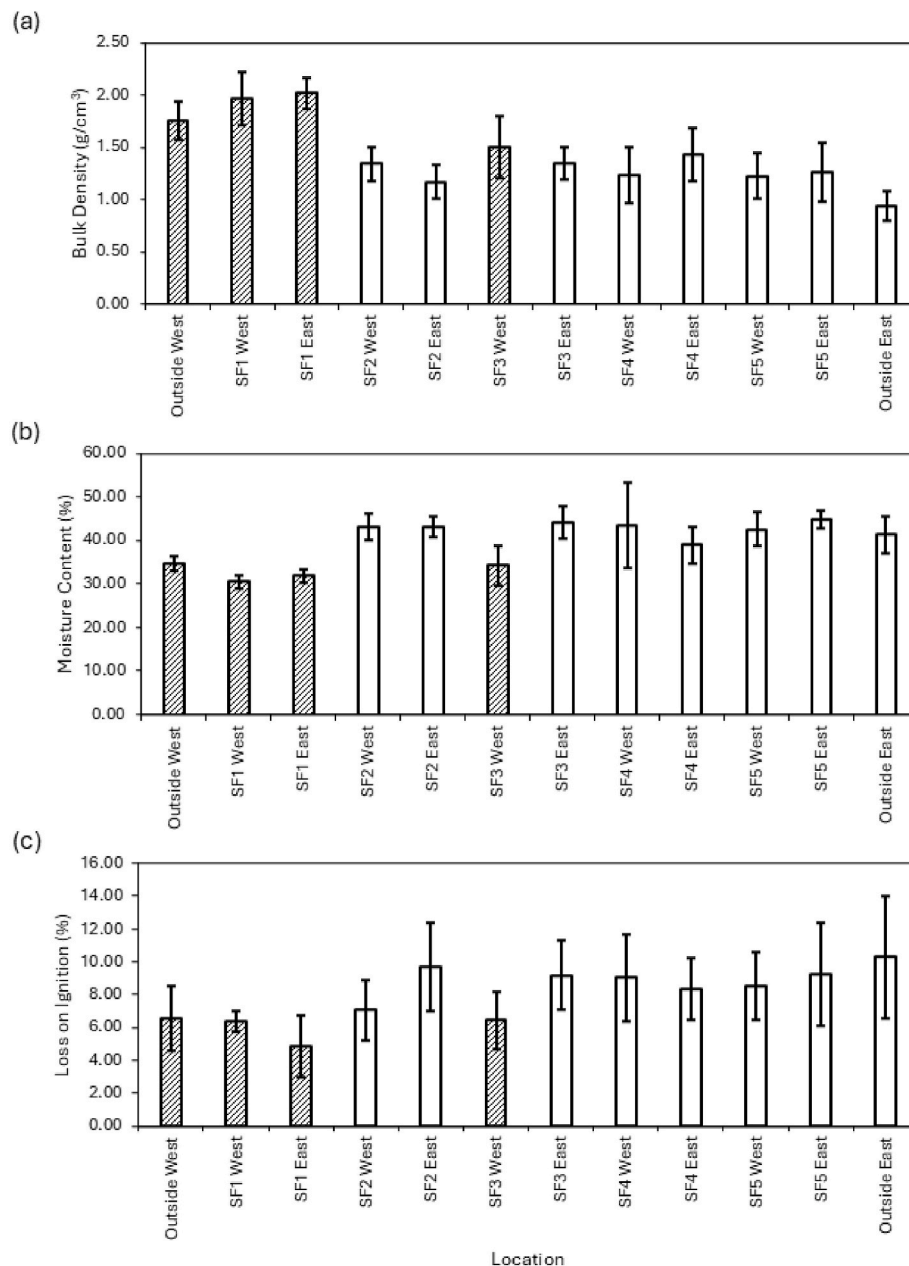 (a)
2.50
2.00
1.50
1.00
0.50
0.00
Bulk Density (g/cm³)
Outside West
SF1 West
SF1 East
SF2 West
SF2 East
SF3 West
SF3 East
SF4 West
SF4 East
SF5 West
SF5 East
Outside East
(b)
60.00
50.00
40.00
30.00
20.00
10.00
0.00
Moisture Content (%)
Outside West
SF1 West
SF1 East
SF2 West
SF2 East
SF3 West
SF3 East
SF4 West
SF4 East
SF5 West
SF5 East
Outside East
(c)
16.00
14.00
12.00
10.00
8.00
6.00
4.00
2.00
0.00
Loss on Ignition (%)
Outside West
SF1 West
SF1 East
SF2 West
SF2 East
SF3 West
SF3 East
SF4 West
SF4 East
SF5 West
SF5 East
Outside East
Location